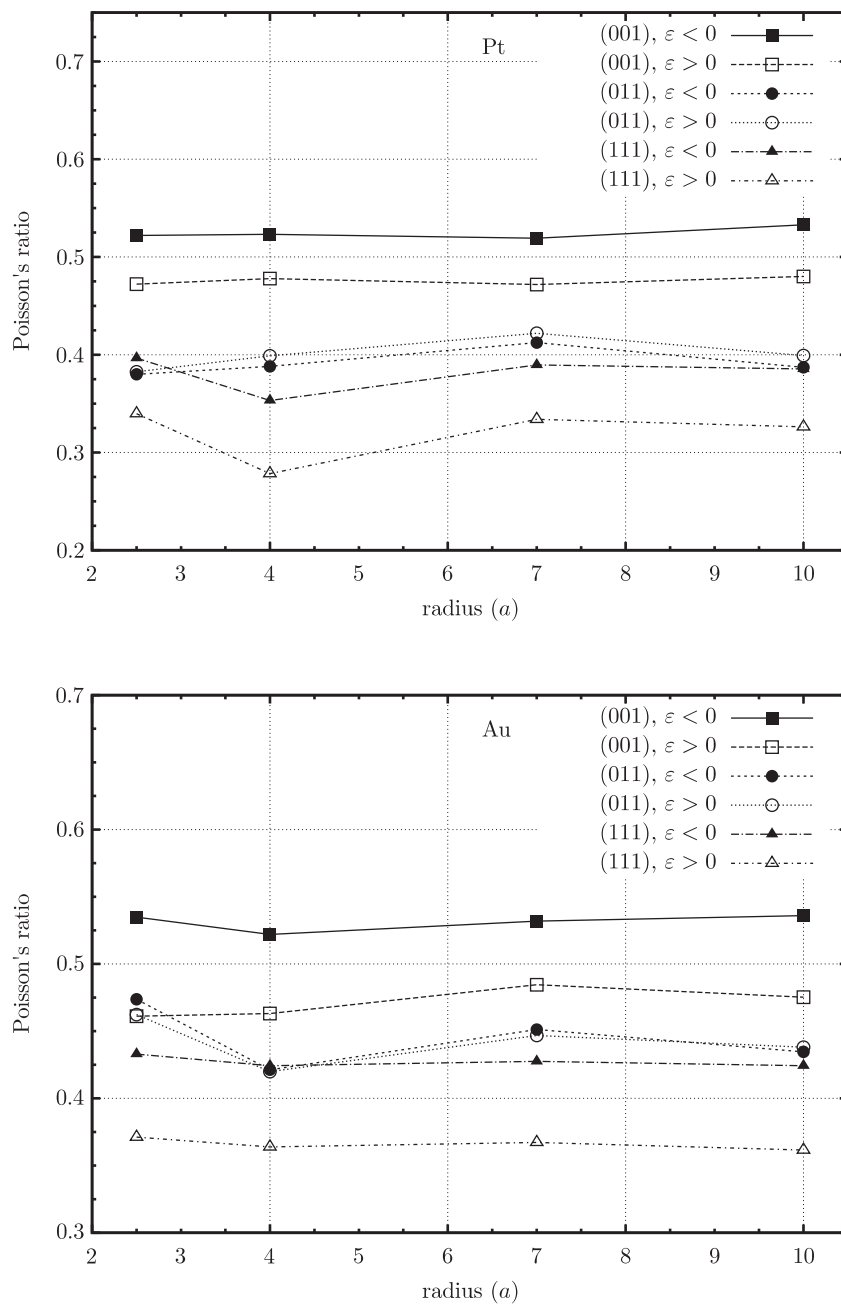 Pt
(001), ε < 0
(001), ε > 0
(011), ε < 0
(011), ε > 0
(111), ε < 0
(111), ε > 0
0.7
0.6
0.5
0.4
0.3
0.2
Poisson's ratio
2 3 4 5 6 7 8 9 10
radius (a)
Au
(001), ε < 0
(001), ε > 0
(011), ε < 0
(011), ε > 0
(111), ε < 0
(111), ε > 0
0.7
0.6
0.5
0.4
0.3
Poisson's ratio
2 3 4 5 6 7 8 9 10
radius (a)